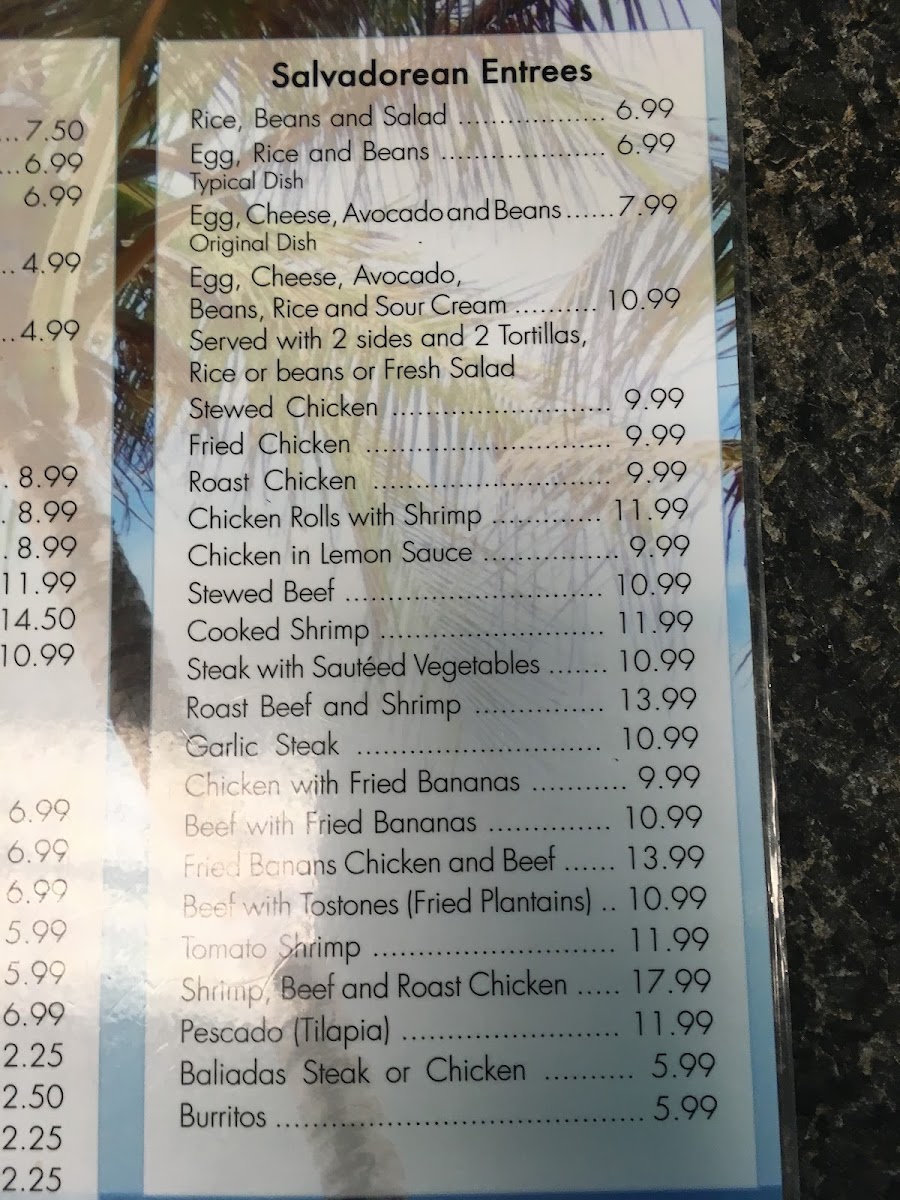 ...7.50
...6.99
6.99
.. 4.99
..4.99
. 8.99
. 8.99
. 8.99
11.99
14.50
10.99
6.99
6.99
6.99
5.99
5.99
6.99
2.25
2.50
2.25
2.25
Salvadorean Entrees
Rice, Beans and Salad .................. 6.99
Egg, Rice and Beans .................... 6.99
Typical Dish
Egg, Cheese, Avocado and Beans......7.99
Original Dish
Egg, Cheese, Avocado,
Beans, Rice and Sour Cream .......... 10.99
Served with 2 sides and 2 Tortillas,
Rice or beans or Fresh Salad
Stewed Chicken ........................... 9.99
Fried Chicken .............................. 9.99
Roast Chicken ............................. 9.99
Chicken Rolls with Shrimp ............. 11.99
Chicken in Lemon Sauce ................ 9.99
Stewed Beef ............................... 10.99
Cooked Shrimp ........................... 11.99
Steak with Sautéed Vegetables ....... 10.99
Roast Beef and Shrimp ................ 13.99
Garlic Steak .............................. 10.99
Chicken with Fried Bananas ........... 9.99
Beef with Fried Bananas ............... 10.99
Fried Banans Chicken and Beef ...... 13.99
Beef with Tostones (Fried Plantains) .. 10.99
Tomato Shrimp ............................. 11.99
Shrimp, Beef and Roast Chicken ..... 17.99
Pescado (Tilapia) .......................... 11.99
Baliadas Steak or Chicken .......... 5.99
Burritos ............................................ 5.99